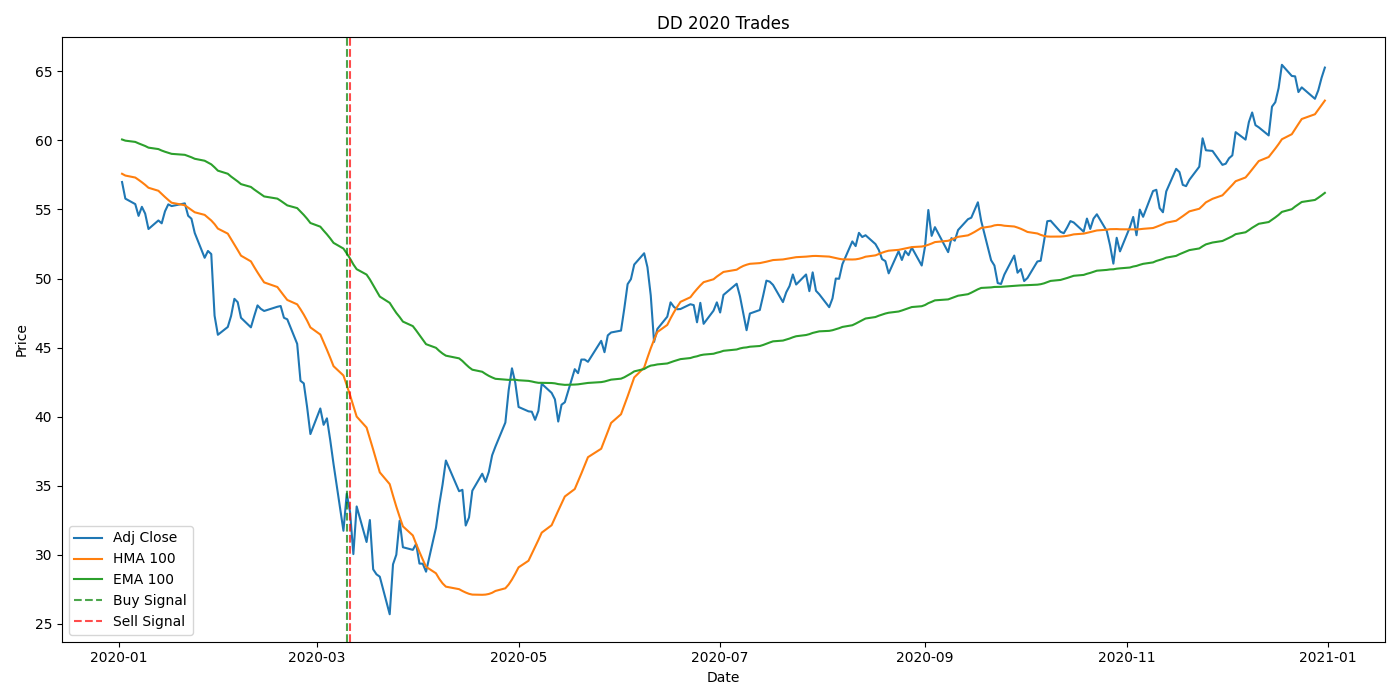 DD 2020 Trades
Price
65
60
55
50
45
40
35
30
25
Adj Close
HMA 100
EMA 100
Buy Signal
Sell Signal
2020-01 2020-03 2020-05 2020-07 2020-09 2020-11 2021-01
Date